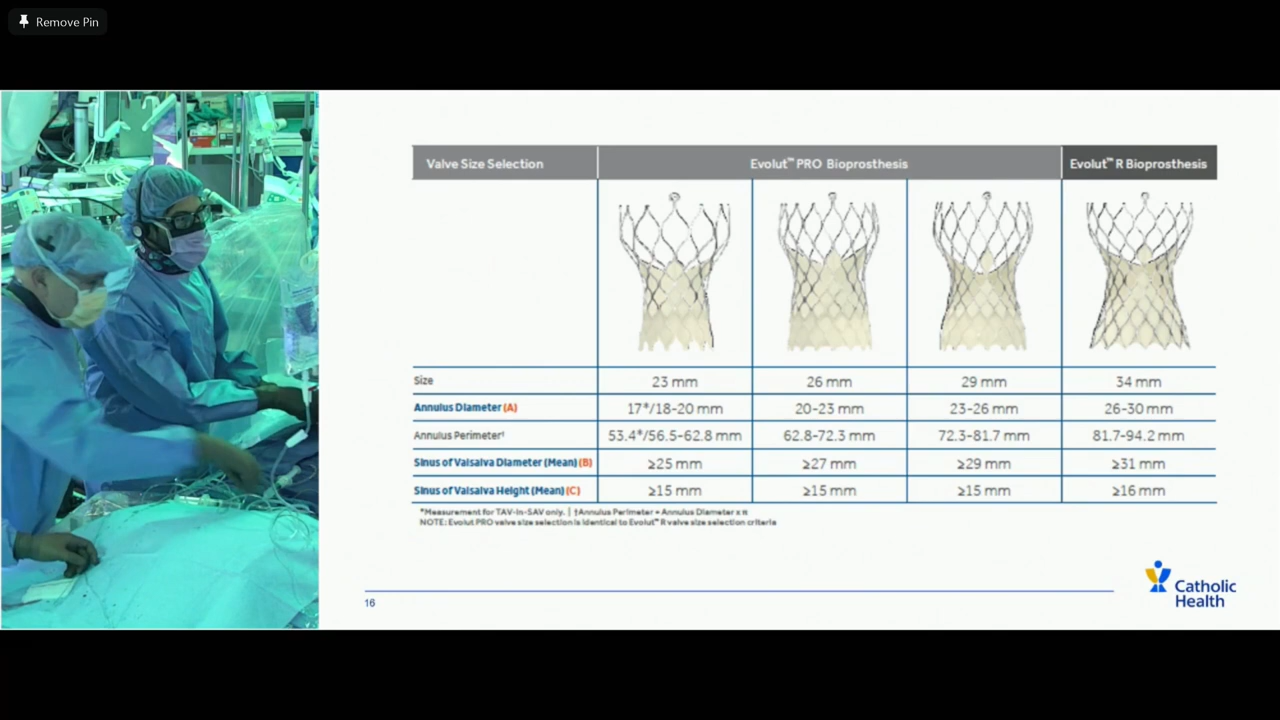 Remove Pin
Valve Size Selection Evolut™ PRO Bioprosthesis Evolut™ R Bioprosthesis
Size 23 mm 26 mm 29 mm 34 mm
Annulus Diameter (A) 17*/18-20 mm 20-23 mm 23-26 mm 26-30 mm
Annulus Perimeter† 53.4*/56.5-62.8 mm 62.8-72.3 mm 72.3-81.7 mm 81.7-94.2 mm
Sinus of Valsalva Diameter (Mean) (B) ≥25 mm ≥27 mm ≥29 mm ≥31 mm
Sinus of Valsalva Height (Mean) (C) ≥15 mm ≥15 mm ≥15 mm ≥16 mm
*Measurement for TAV-in-SAV only. | †Annulus Perimeter = Annulus Diameter x π
NOTE: Evolut PRO valve size selection is identical to Evolut™ R valve size selection criteria
16
Catholic
Health